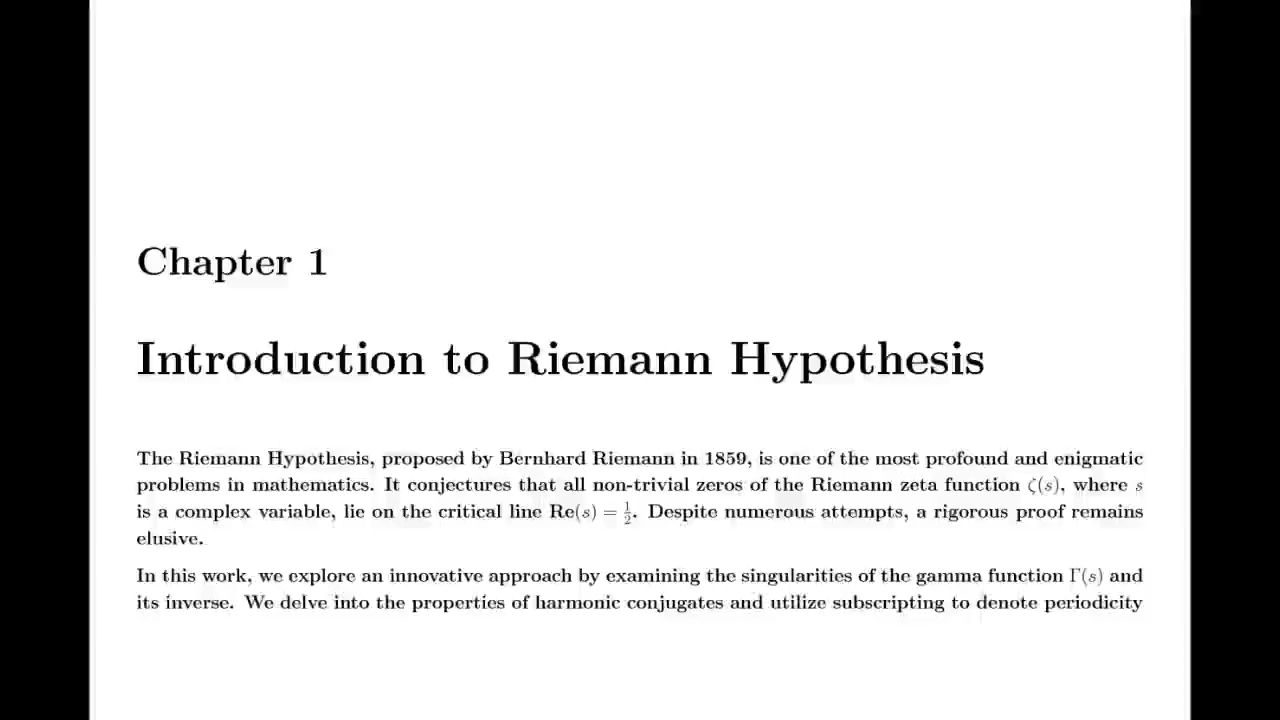 Chapter 1
Introduction to Riemann Hypothesis
The Riemann Hypothesis, proposed by Bernhard Riemann in 1859, is one of the most profound and enigmatic
problems in mathematics. It conjectures that all non-trivial zeros of the Riemann zeta function ζ(s), where s
is a complex variable, lie on the critical line Re(s) = 1/2. Despite numerous attempts, a rigorous proof remains
elusive.
In this work, we explore an innovative approach by examining the singularities of the gamma function Γ(s) and
its inverse. We delve into the properties of harmonic conjugates and utilize subscripting to denote periodicity